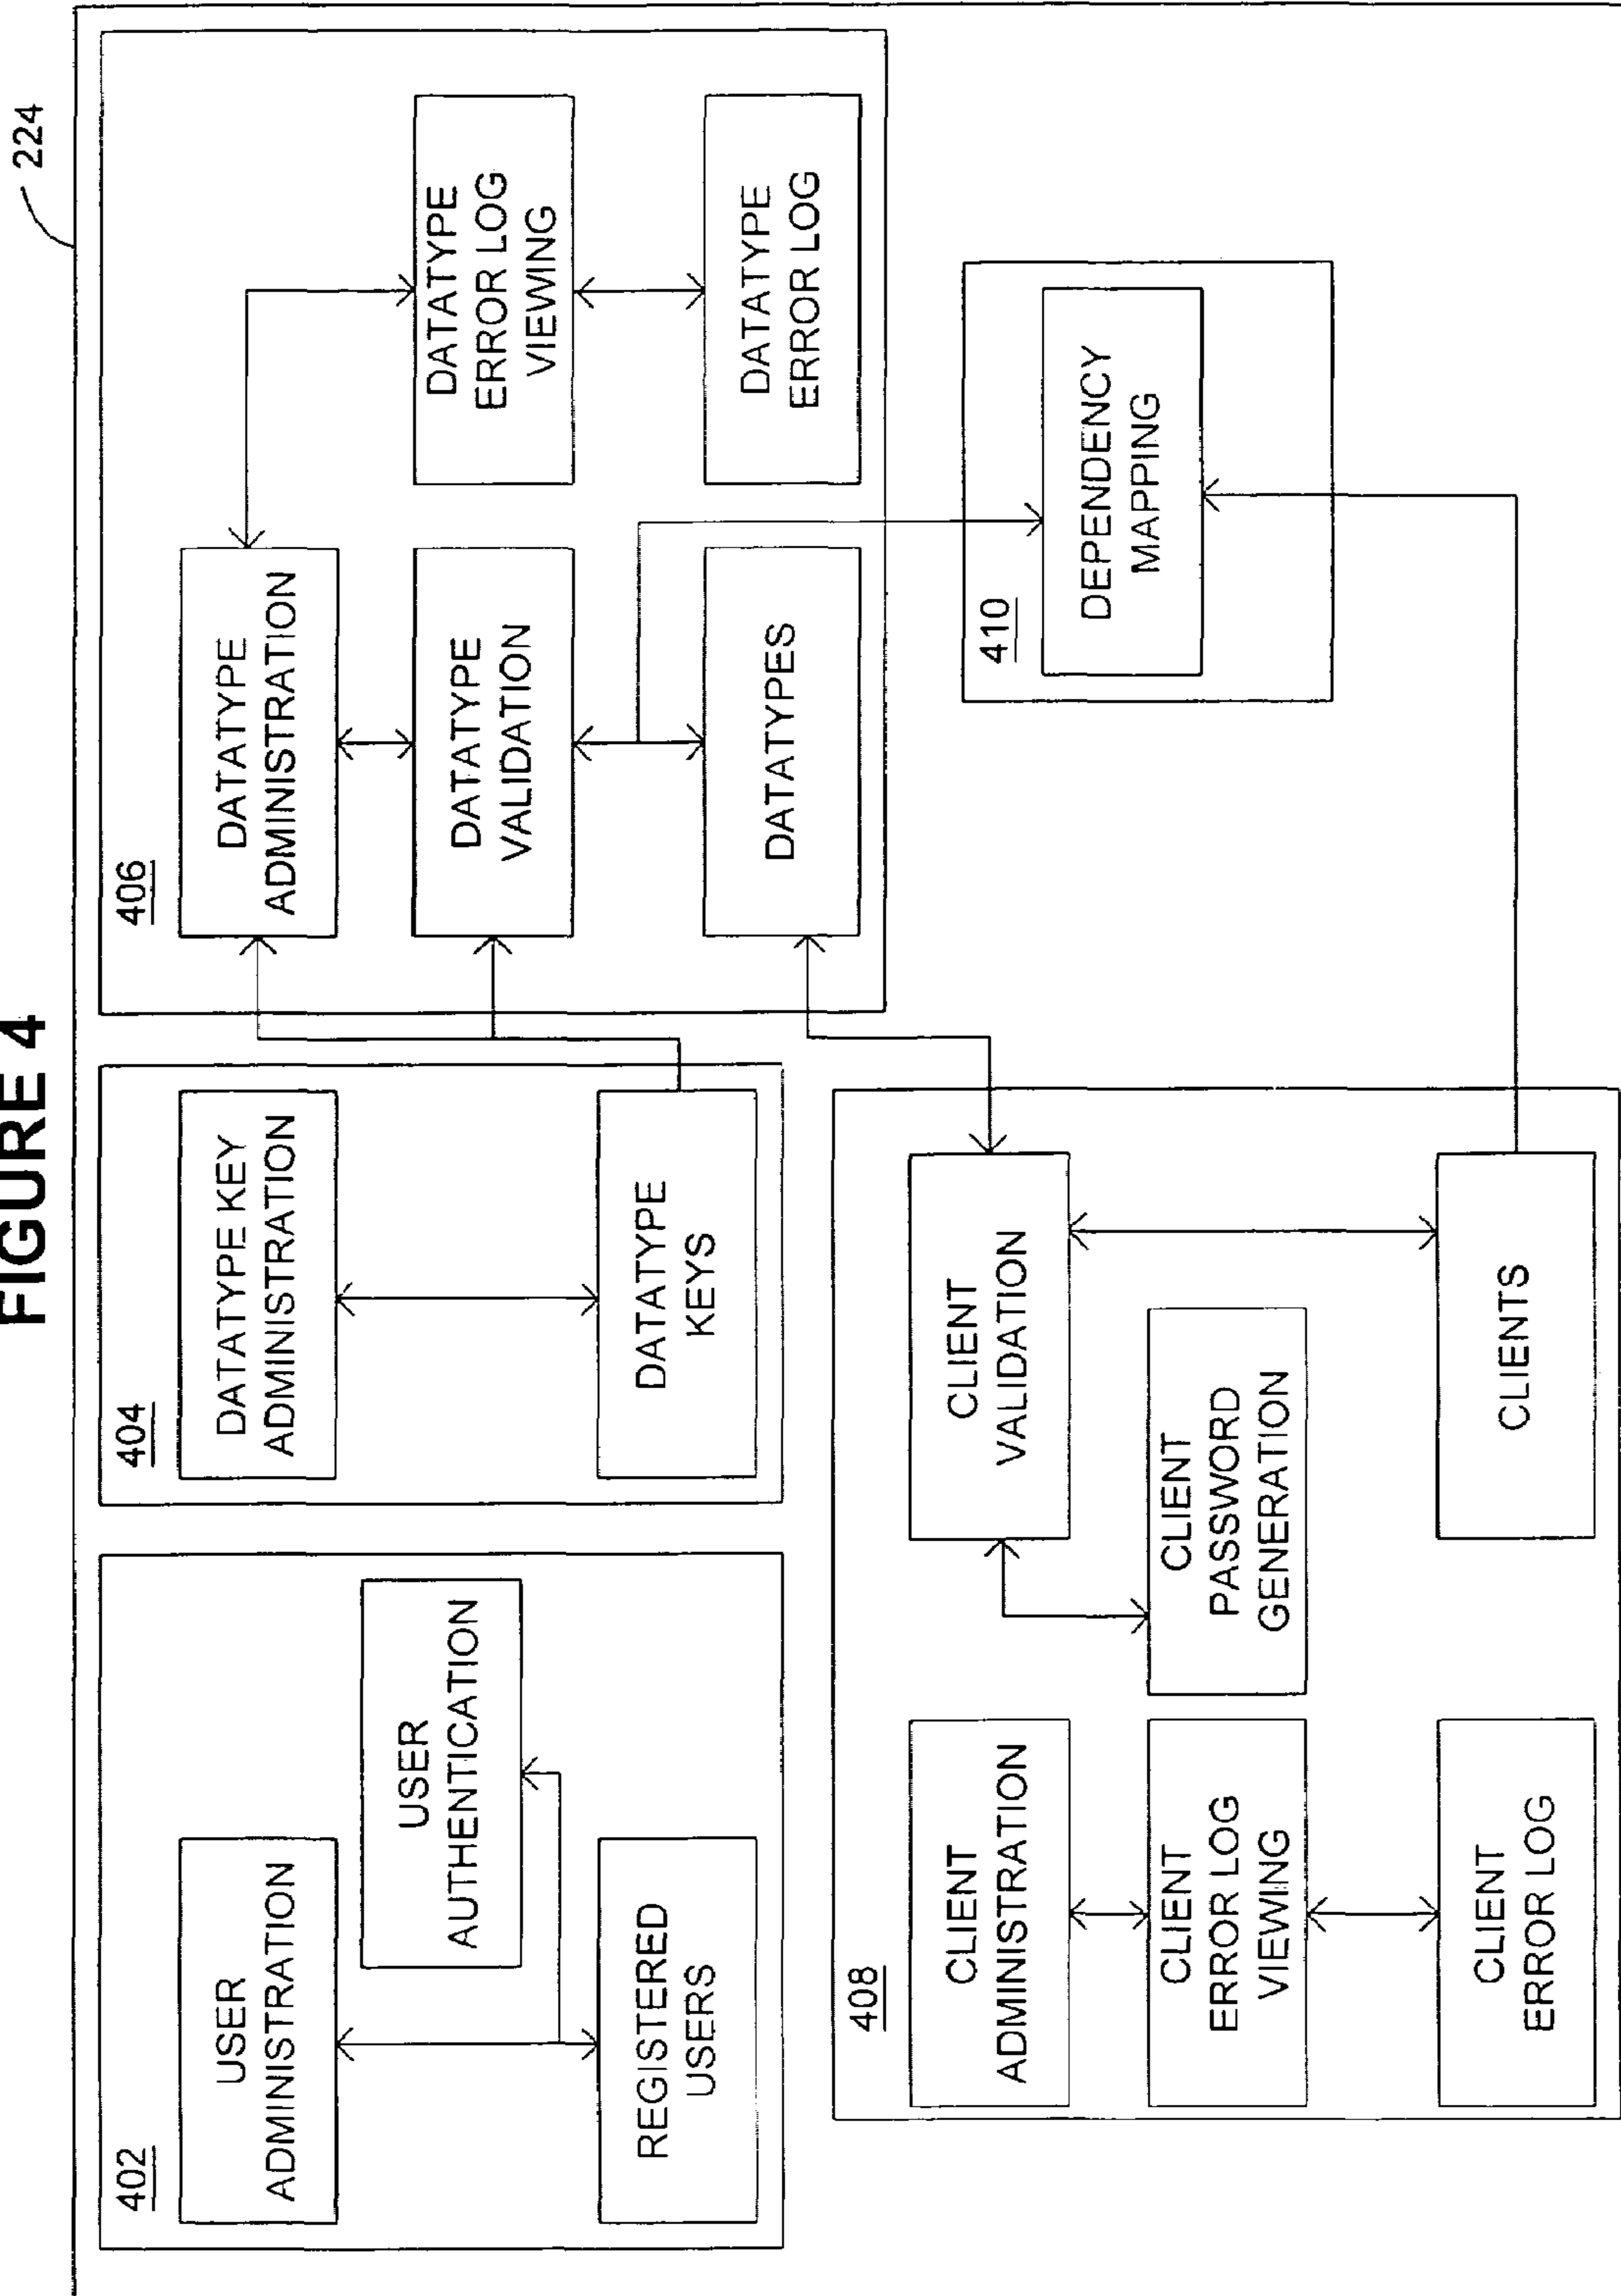 FIGURE 4
224
402
USER
ADMINISTRATION
USER
AUTHENTICATION
REGISTERED
USERS
404
DATATYPE KEY
ADMINISTRATION
DATATYPE
KEYS
406
DATATYPE
ADMINISTRATION
DATATYPE
VALIDATION
DATATYPES
DATATYPE
ERROR LOG
VIEWING
DATATYPE
ERROR LOG
408
CLIENT
ADMINISTRATION
CLIENT
ERROR LOG
VIEWING
CLIENT
ERROR LOG
CLIENT
VALIDATION
CLIENT
PASSWORD
GENERATION
CLIENTS
410
DEPENDENCY
MAPPING